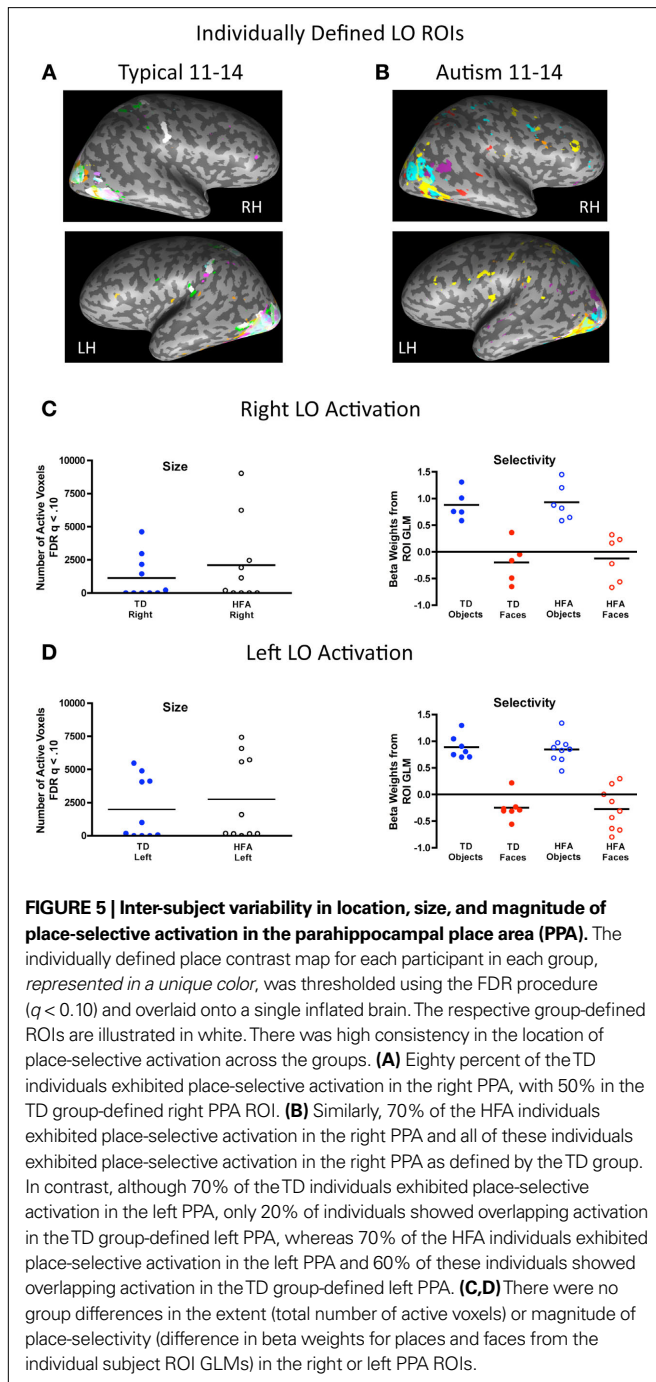 Individually Defined LO ROIs
A Typical 11-14
B Autism 11-14
RH
RH
LH
LH
C Right LO Activation
Size
Number of Active Voxels
FDR q < .10
10000
7500
5000
2500
0
TD
Right
HFA
Right
Selectivity
Beta Weights from
ROI GLM
1.5
1.0
0.5
0.0
-0.5
-1.0
TD
Objects
TD
Faces
HFA
Objects
HFA
Faces
D Left LO Activation
Size
Number of Active Voxels
FDR q < .10
10000
7500
5000
2500
0
TD
Left
HFA
Left
Selectivity
Beta Weights from
ROI GLM
1.5
1.0
0.5
0.0
-0.5
-1.0
TD
Objects
TD
Faces
HFA
Objects
HFA
Faces
FIGURE 5 | Inter-subject variability in location, size, and magnitude of
place-selective activation in the parahippocampal place area (PPA). The
individually defined place contrast map for each participant in each group,
represented in a unique color, was thresholded using the FDR procedure
(q < 0.10) and overlaid onto a single inflated brain. The respective group-defined
ROIs are illustrated in white. There was high consistency in the location of
place-selective activation across the groups. (A) Eighty percent of the TD
individuals exhibited place-selective activation in the right PPA, with 50% in the
TD group-defined right PPA ROI. (B) Similarly, 70% of the HFA individuals
exhibited place-selective activation in the right PPA and all of these individuals
exhibited place-selective activation in the right PPA as defined by the TD group.
In contrast, although 70% of the TD individuals exhibited place-selective
activation in the left PPA, only 20% of individuals showed overlapping activation
in the TD group-defined left PPA, whereas 70% of the HFA individuals exhibited
place-selective activation in the left PPA and 60% of these individuals showed
overlapping activation in the TD group-defined left PPA. (C,D) There were no
group differences in the extent (total number of active voxels) or magnitude of
place-selectivity (difference in beta weights for places and faces from the
individual subject ROI GLMs) in the right or left PPA ROIs.